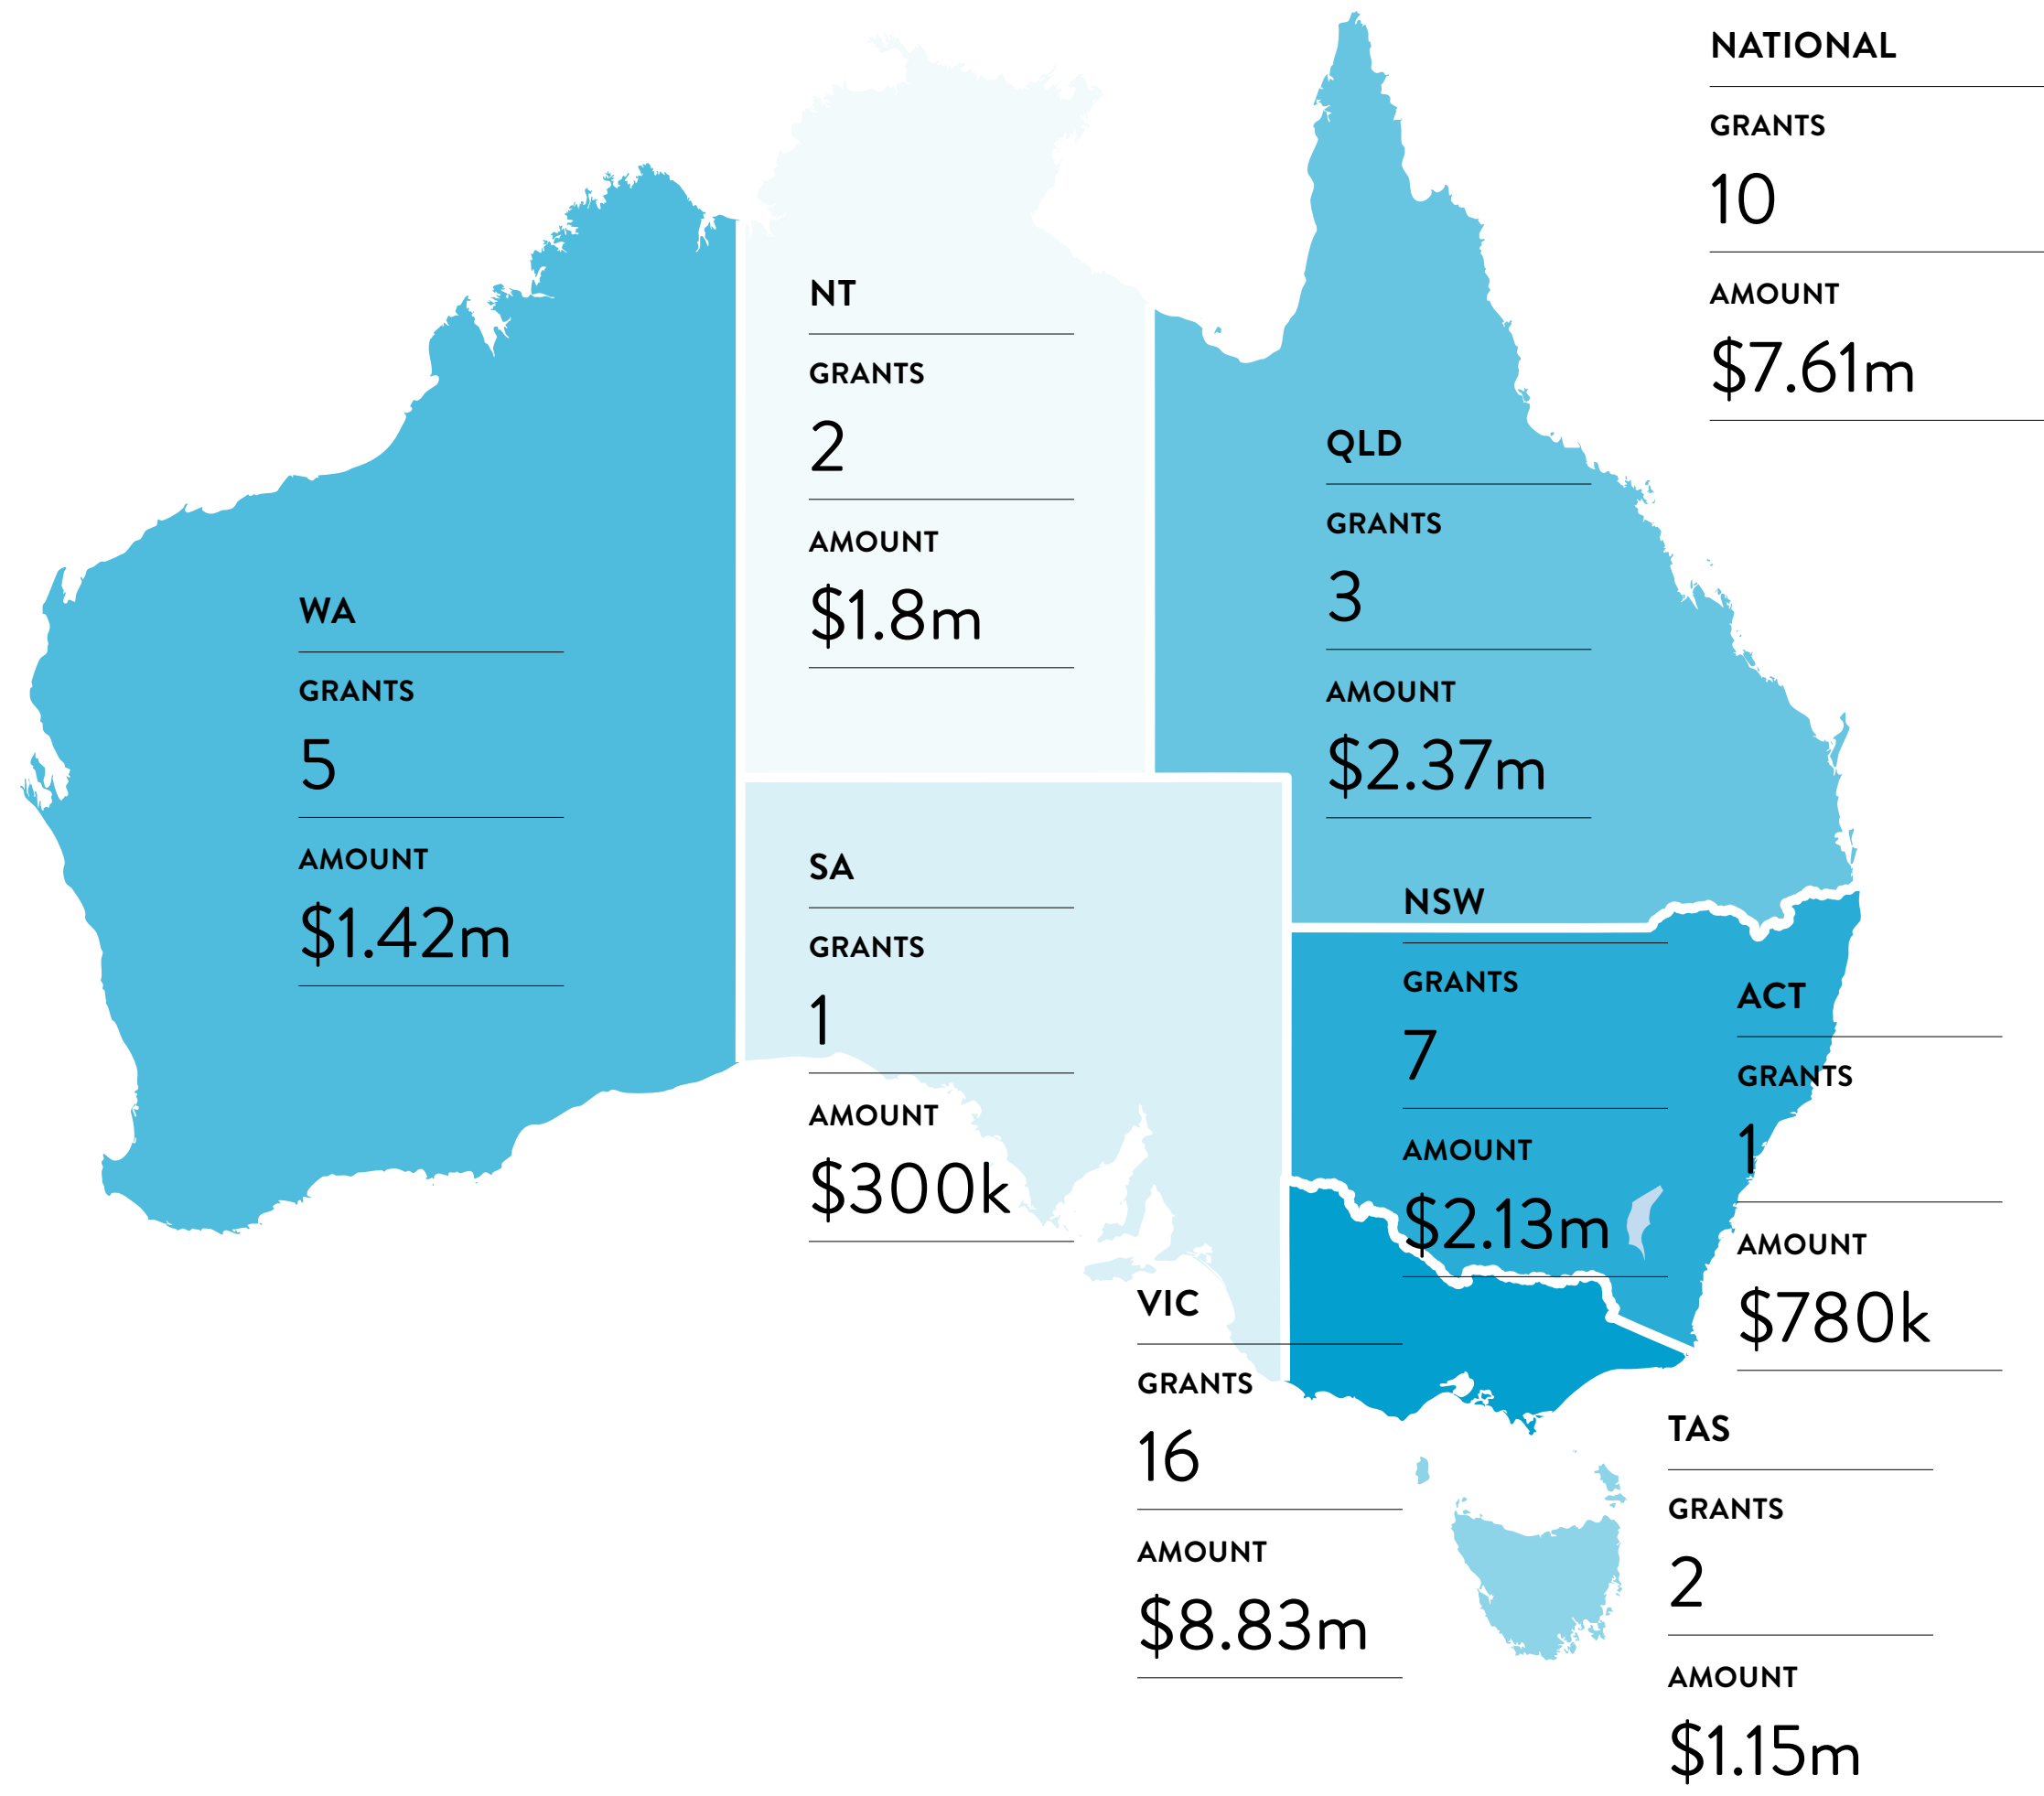 NATIONAL
GRANTS
10
AMOUNT
$7.61m
NT
GRANTS
2
AMOUNT
$1.8m
QLD
GRANTS
3
AMOUNT
$2.37m
WA
GRANTS
5
AMOUNT
$1.42m
SA
GRANTS
1
AMOUNT
$300k
NSW
GRANTS
7
AMOUNT
$2.13m
ACT
GRANTS
1
AMOUNT
$780k
VIC
GRANTS
16
AMOUNT
$8.83m
TAS
GRANTS
2
AMOUNT
$1.15m